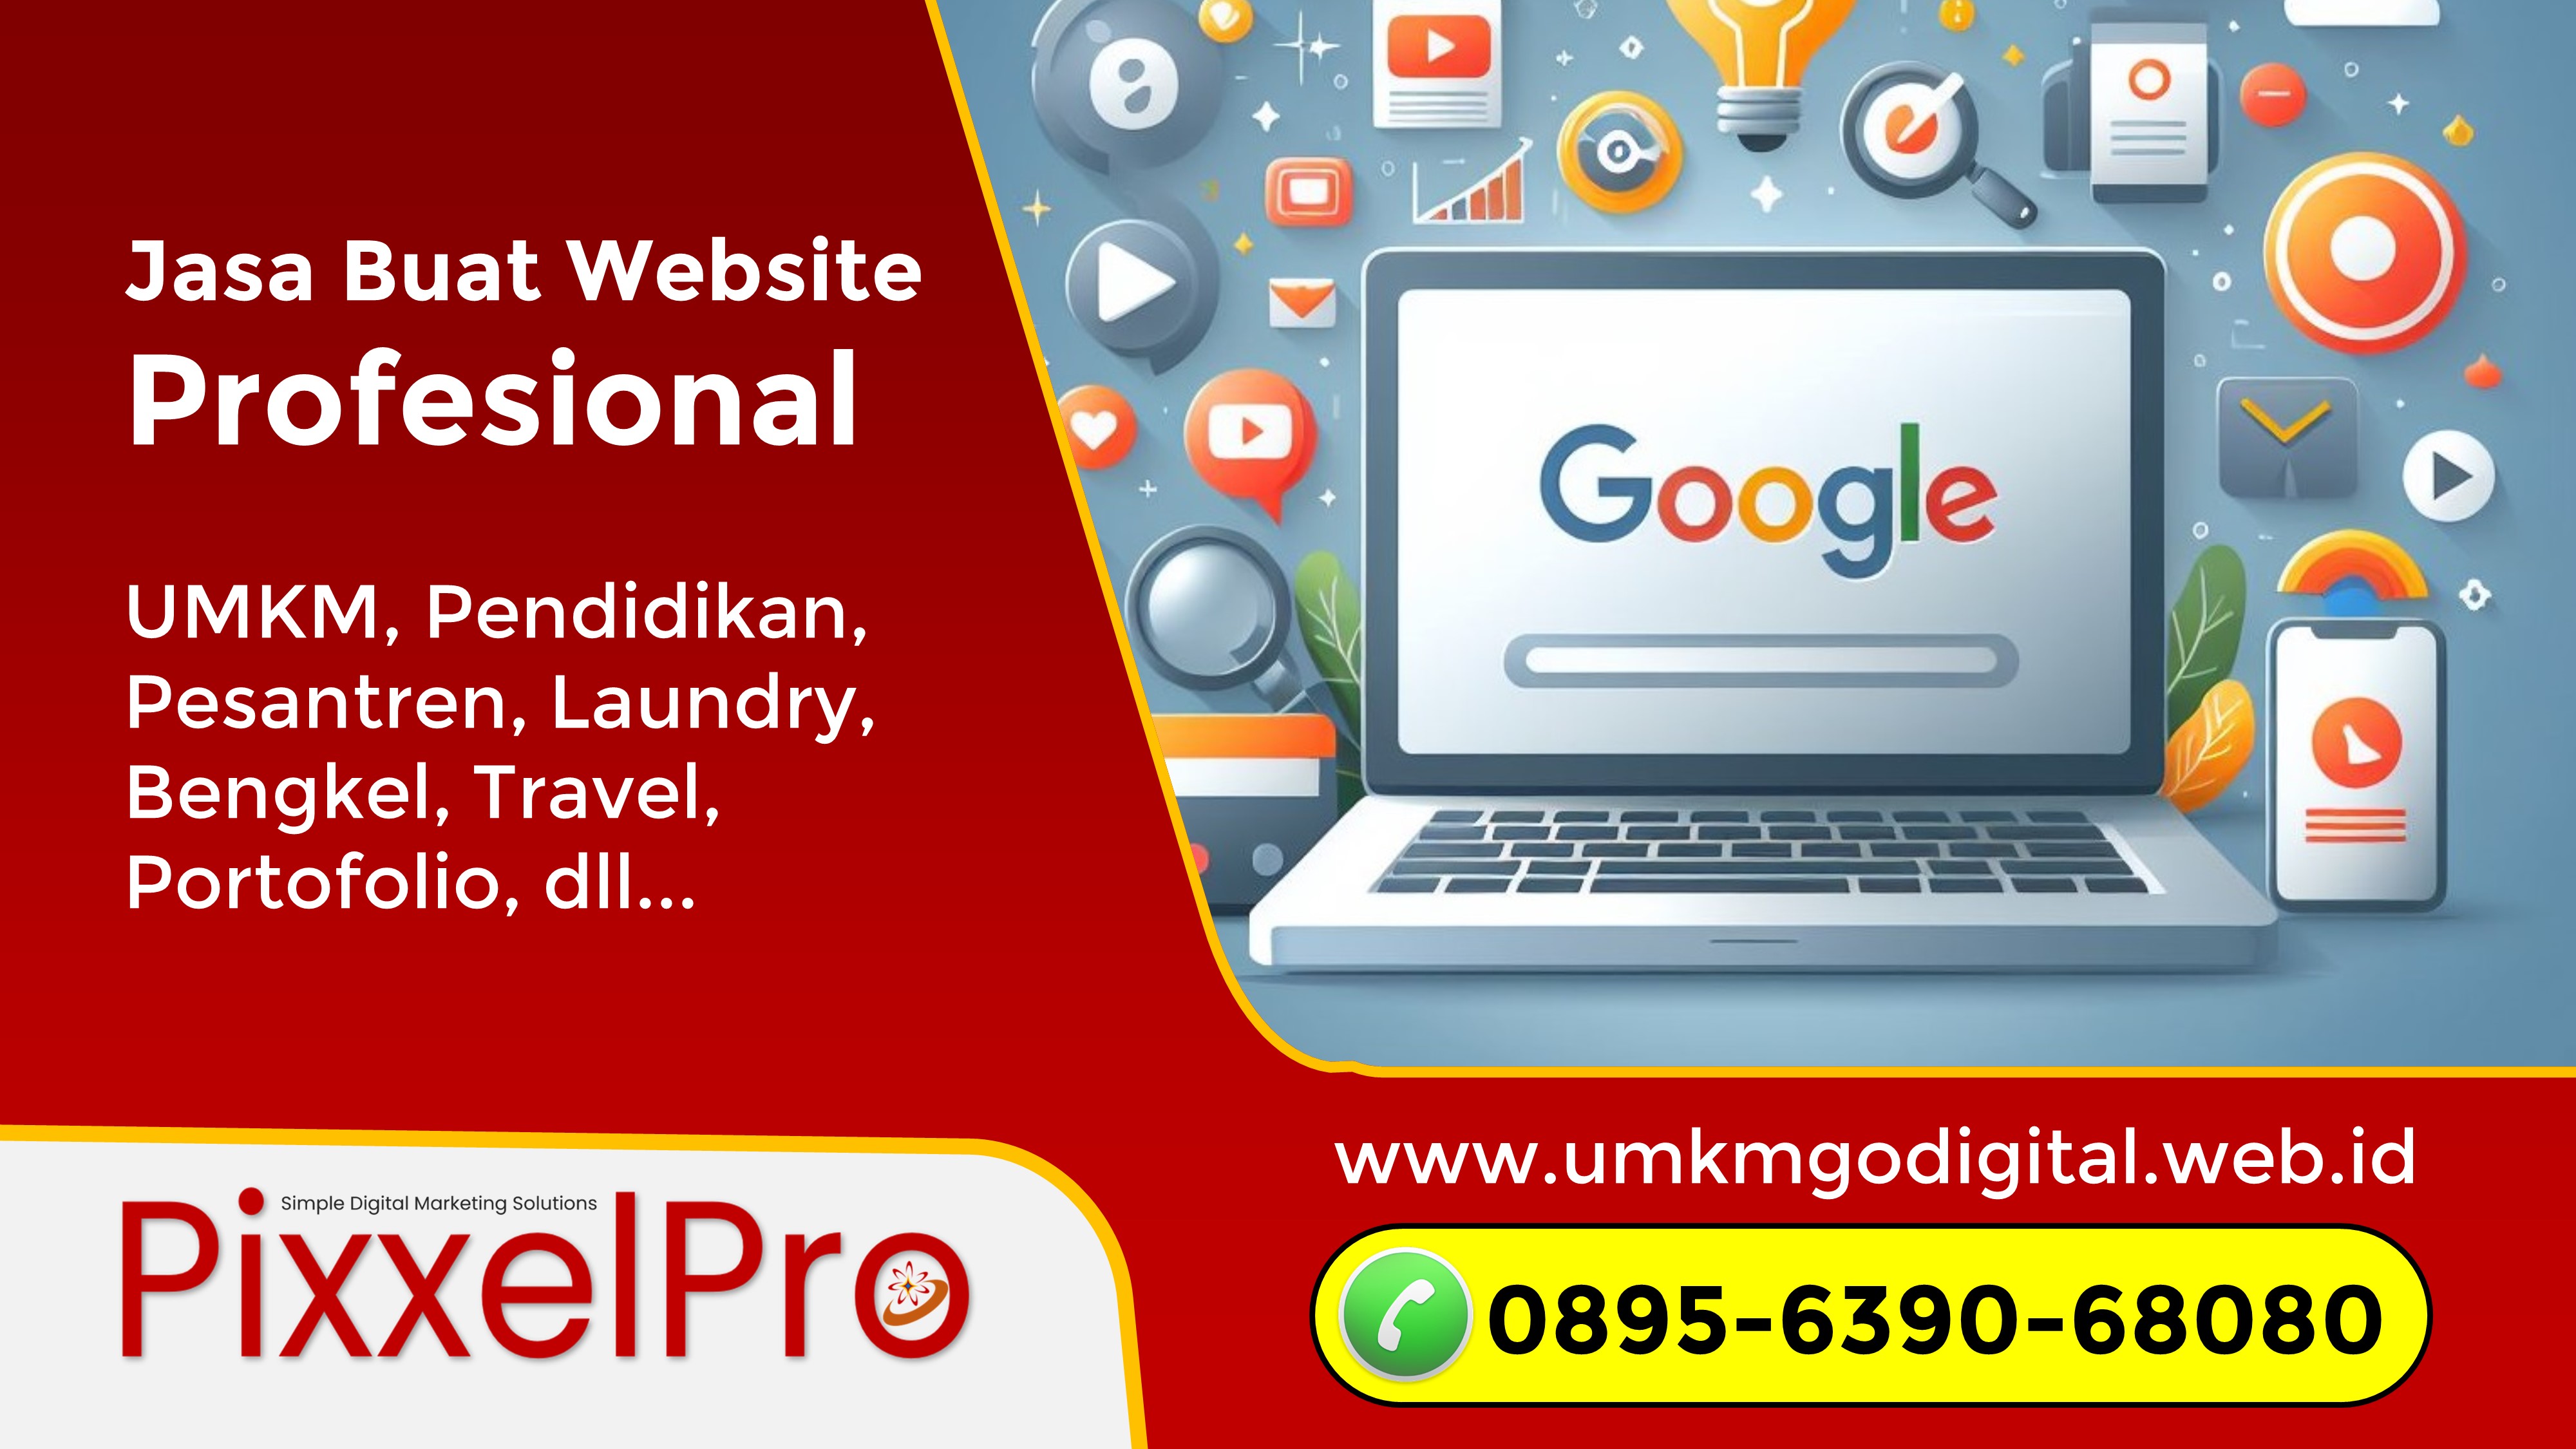 Jasa Buat Website
Profesional
UMKM, Pendidikan,
Pesantren, Laundry,
Bengkel, Travel,
Portofolio, dll...
Google
Simple Digital Marketing Solutions
PixxelPro
www.umkmgodigital.web.id
0895-6390-68080